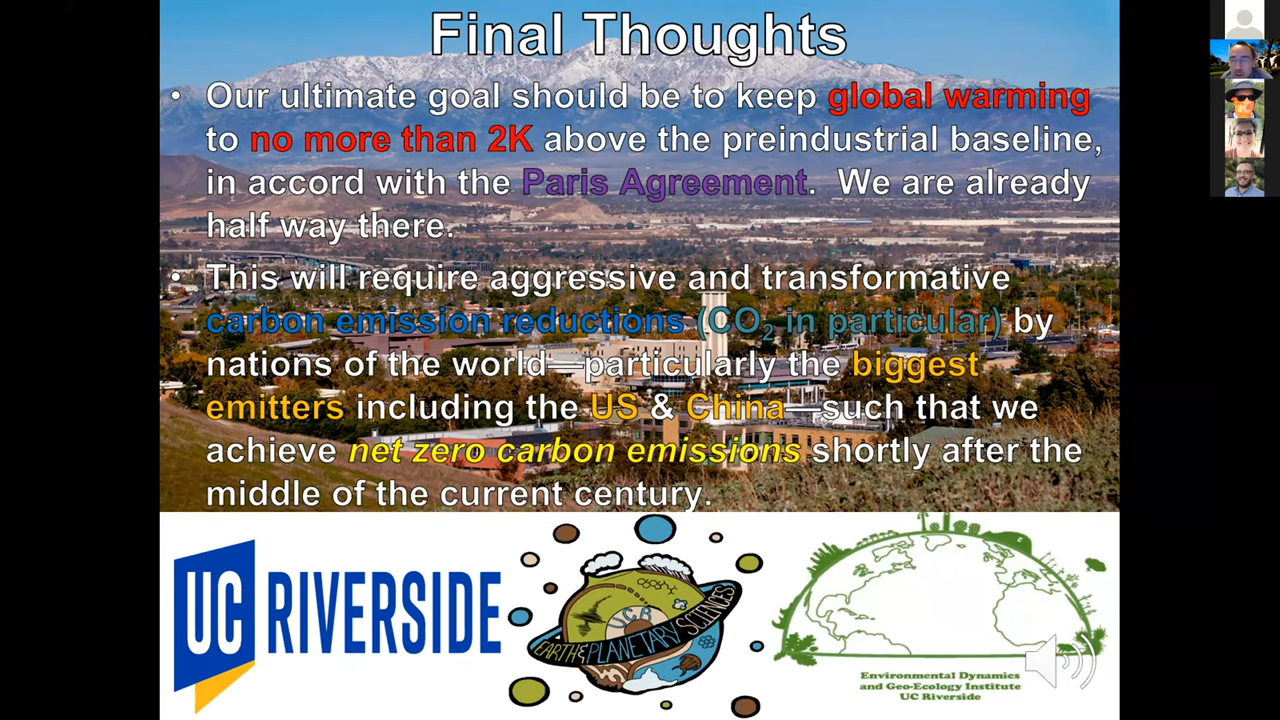 Final Thoughts
• Our ultimate goal should be to keep global warming
to no more than 2K above the preindustrial baseline,
in accord with the Paris Agreement. We are already
half way there.
• This will require aggressive and transformative
carbon emission reductions (CO₂ in particular) by
nations of the world—particularly the biggest
emitters including the US & China—such that we
achieve net zero carbon emissions shortly after the
middle of the current century.
UC RIVERSIDE
UCR
EARTH & PLANETARY SCIENCES
Environmental Dynamics
and Geo-Ecology Institute
UC Riverside